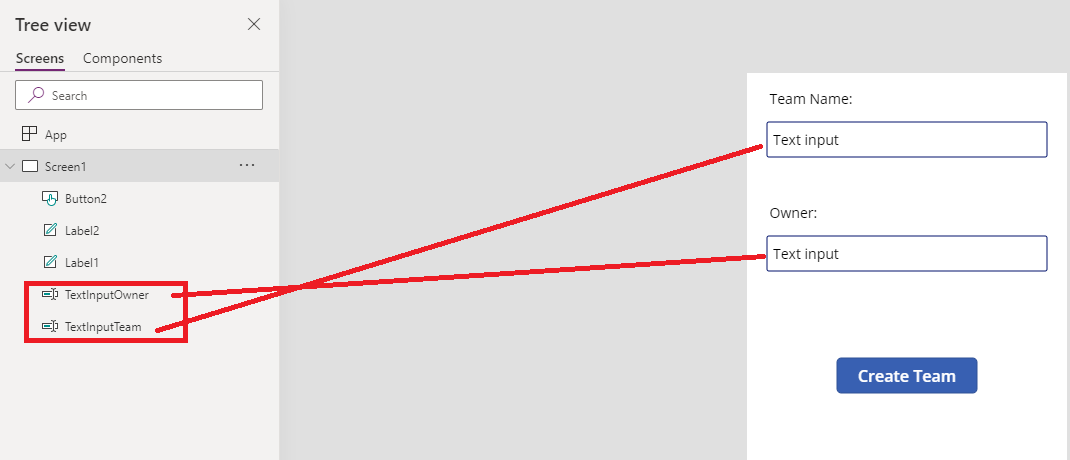 Tree view
Screens Components
Search
App
Screen1
Button2
Label2
Label1
TextInputOwner
TextInputTeam
Team Name:
Text input
Owner:
Text input
Create Team